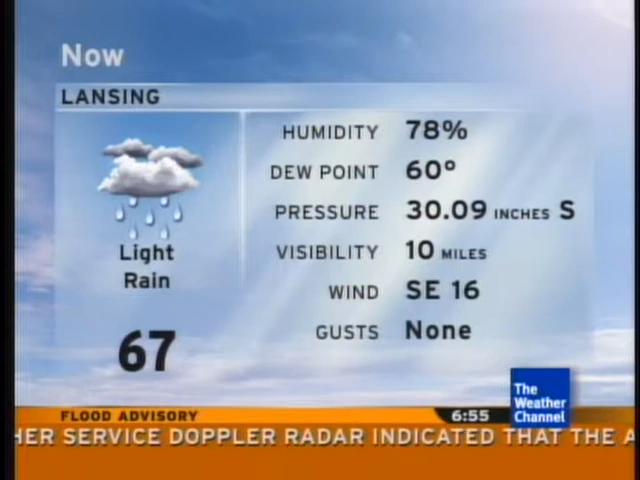 Now
LANSING
HUMIDITY 78%
DEW POINT 60°
PRESSURE 30.09 INCHES S
VISIBILITY 10 MILES
WIND SE 16
GUSTS None
Light
Rain
67
The
Weather
Channel
FLOOD ADVISORY 6:55
HER SERVICE DOPPLER RADAR INDICATED THAT THE A